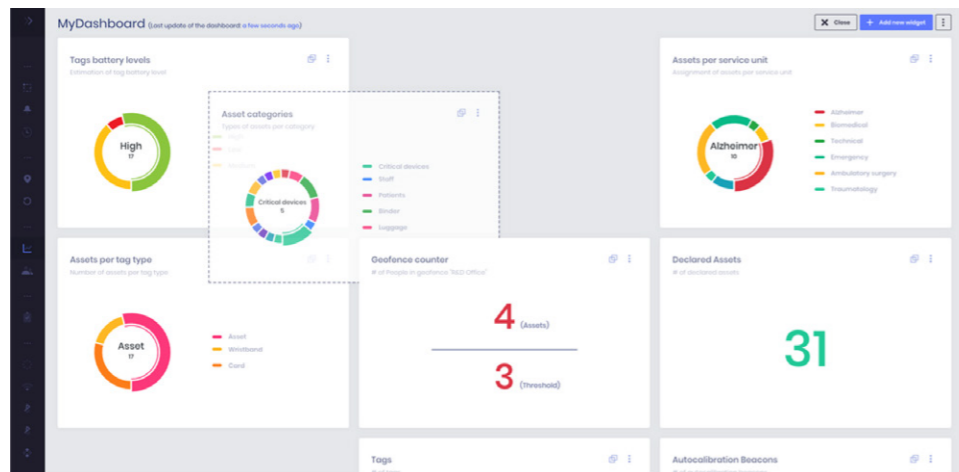 MyDashboard (Last update of the dashboard: a few seconds ago)
Close
Add new widget
Tags battery levels
Estimation of tag battery level
High
17
Asset categories
Types of assets per category
High
Critical devices
5
Critical devices
Staff
Patients
Binder
Luggage
Assets per service unit
Assignment of assets per service unit
Alzheimer
10
Alzheimer
Biomedical
Technical
Emergency
Ambulatory surgery
Traumatology
Assets per tag type
Number of assets per tag type
Asset
17
Asset
Wristband
Card
Geofence counter
# of People in geofence "R&D Office"
4 (Assets)
3 (Threshold)
Declared Assets
# of declared assets
31
Tags
Autocalibration Beacons